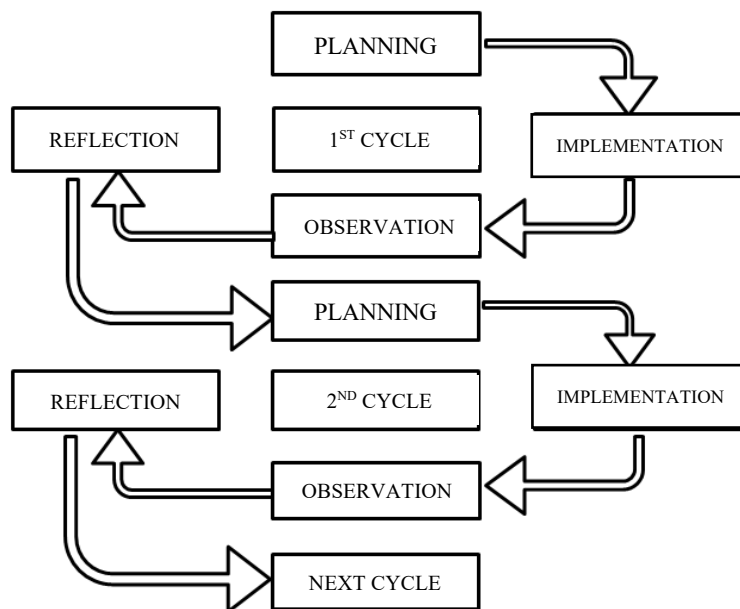 PLANNING
REFLECTION
1ST CYCLE
IMPLEMENTATION
OBSERVATION
PLANNING
REFLECTION
2ND CYCLE
IMPLEMENTATION
OBSERVATION
NEXT CYCLE